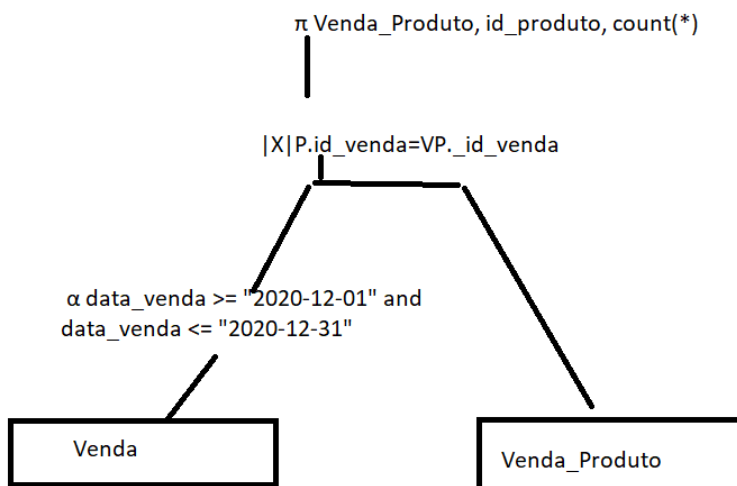 π Venda_Produto, id_produto, count(*)
|X|P.id_venda=VP._id_venda
α data_venda >= "2020-12-01" and
data_venda <= "2020-12-31"
Venda
Venda_Produto